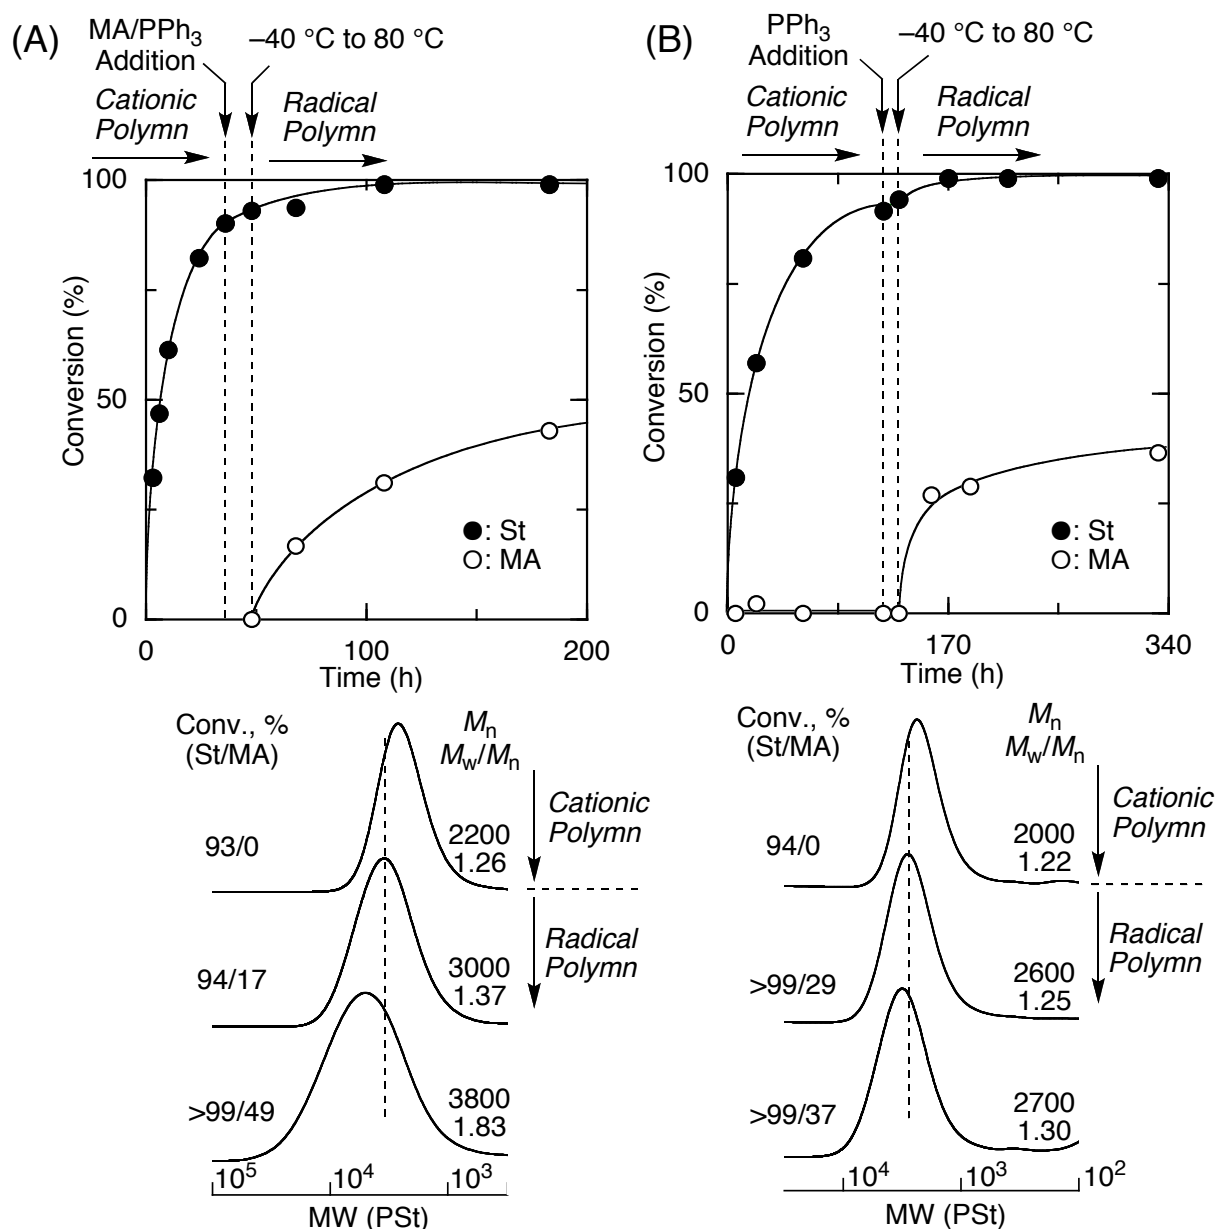 (A)
MA/PPh3
Addition
–40 °C to 80 °C
Cationic
Polymn
Radical
Polymn
100
50
0
Conversion (%)
●: St
○: MA
0
100
200
Time (h)
Conv., %
(St/MA)
Mn
Mw/Mn
Cationic
Polymn
93/0
2200
1.26
Radical
Polymn
94/17
3000
1.37
>99/49
3800
1.83
10^5
10^4
10^3
MW (PSt)
(B)
PPh3
Addition
–40 °C to 80 °C
Cationic
Polymn
Radical
Polymn
100
50
0
Conversion (%)
●: St
○: MA
0
170
340
Time (h)
Conv., %
(St/MA)
Mn
Mw/Mn
Cationic
Polymn
94/0
2000
1.22
Radical
Polymn
>99/29
2600
1.25
>99/37
2700
1.30
10^4
10^3
10^2
MW (PSt)